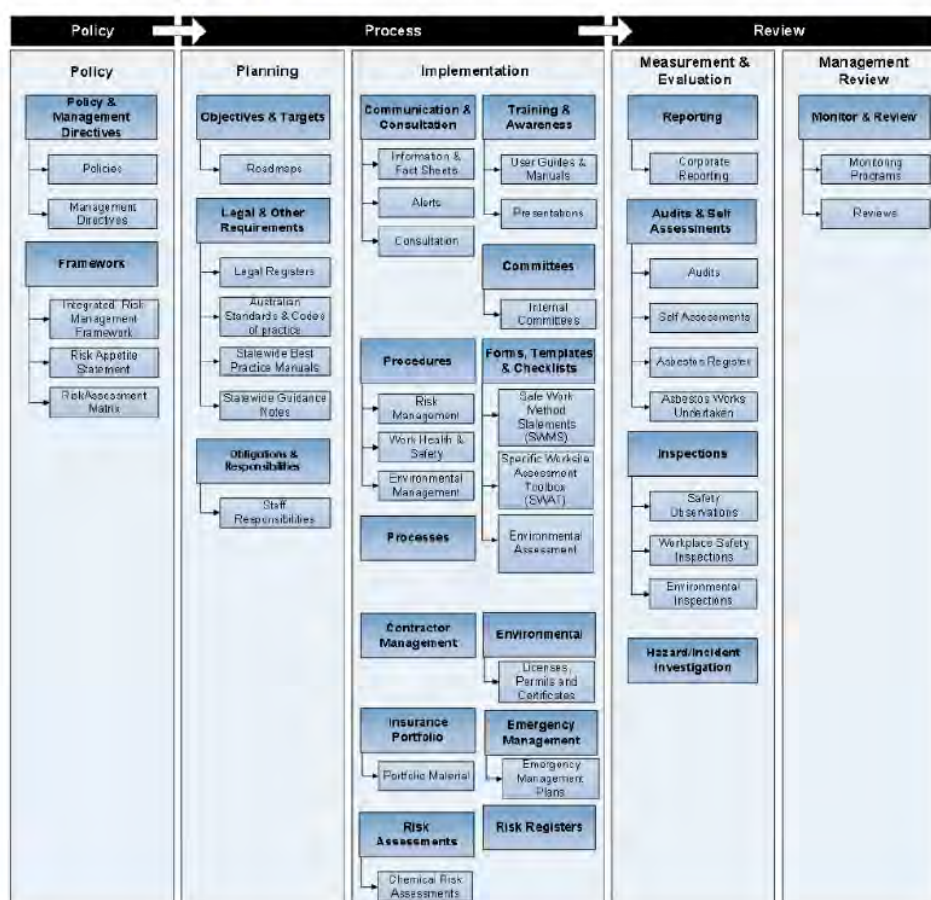 Policy
Process
Review
Policy
Policy &
Management
Directives
Policies
Management
Directives
Framework
Integrated Risk
Management
Framework
Risk Appetite
Statement
RiskAssessment
Matrix
Planning
Objectives & Targets
Roadmaps
Legal & Other
Requirements
Legal Registers
Australian
Standards & Codes
of practice
Statewide Best
Practice Manuals
Statewide Guidance
Notes
Obligations &
Responsibilities
Staff
Responsibilities
Implementation
Communication &
Consultation
Information &
Fact Sheets
Alerts
Consultation
Training &
Awareness
User Guides &
Manuals
Presentations
Committees
Internal
Committees
Procedures
Risk
Management
Work Health &
Safety
Environmental
Management
Forms, Templates
& Checklists
Safe Work
Method
Statements
(SWMS)
Specific Worksite
Assessment
Toolbox
(SWAT)
Environmental
Assessment
Processes
Contractor
Management
Environmental
Licenses,
Permits and
Certificates
Insurance
Portfolio
Portfolio Material
Emergency
Management
Emergency
Management
Plans
Risk
Assessments
Chemical Risk
Assessments
Risk Registers
Measurement &
Evaluation
Reporting
Corporate
Reporting
Audits & Self
Assessments
Audits
Self Assessments
Asbestos Register
Asbestos Works
Undertaken
Inspections
Safety
Observations
Workplace Safety
Inspections
Environmental
Inspections
Hazard/Incident
Investigation
Management
Review
Monitor & Review
Monitoring
Programs
Reviews